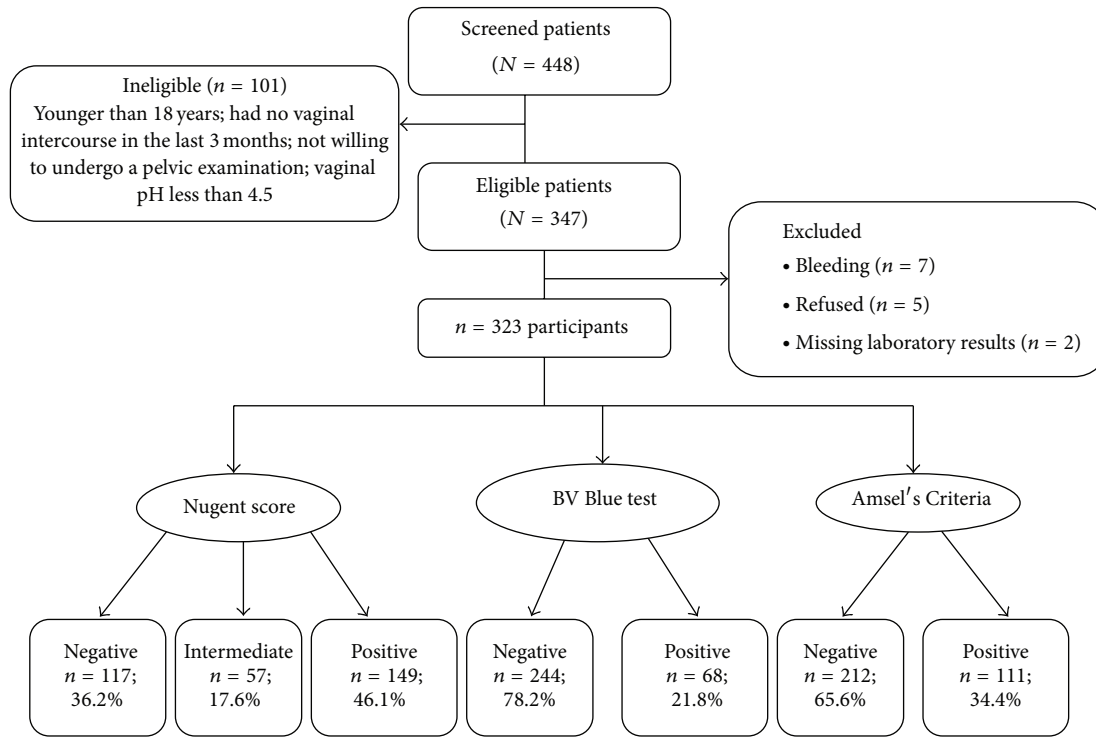 Screened patients
(N = 448)
Ineligible (n = 101)
Younger than 18 years; had no vaginal
intercourse in the last 3 months; not willing
to undergo a pelvic examination; vaginal
pH less than 4.5
Eligible patients
(N = 347)
Excluded
• Bleeding (n = 7)
• Refused (n = 5)
• Missing laboratory results (n = 2)
n = 323 participants
Nugent score
BV Blue test
Amsel's Criteria
Negative
n = 117;
36.2%
Intermediate
n = 57;
17.6%
Positive
n = 149;
46.1%
Negative
n = 244;
78.2%
Positive
n = 68;
21.8%
Negative
n = 212;
65.6%
Positive
n = 111;
34.4%